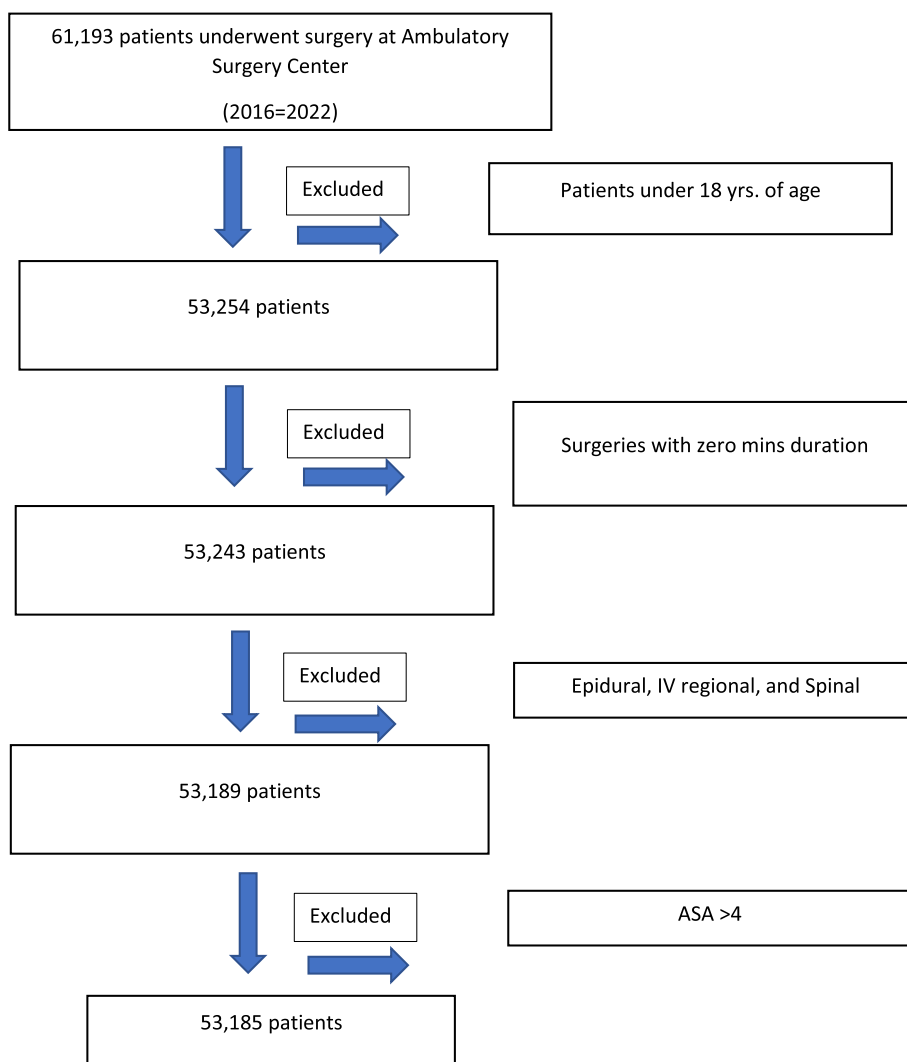 61,193 patients underwent surgery at Ambulatory
Surgery Center
(2016=2022)
Excluded
Patients under 18 yrs. of age
53,254 patients
Excluded
Surgeries with zero mins duration
53,243 patients
Excluded
Epidural, IV regional, and Spinal
53,189 patients
Excluded
ASA >4
53,185 patients